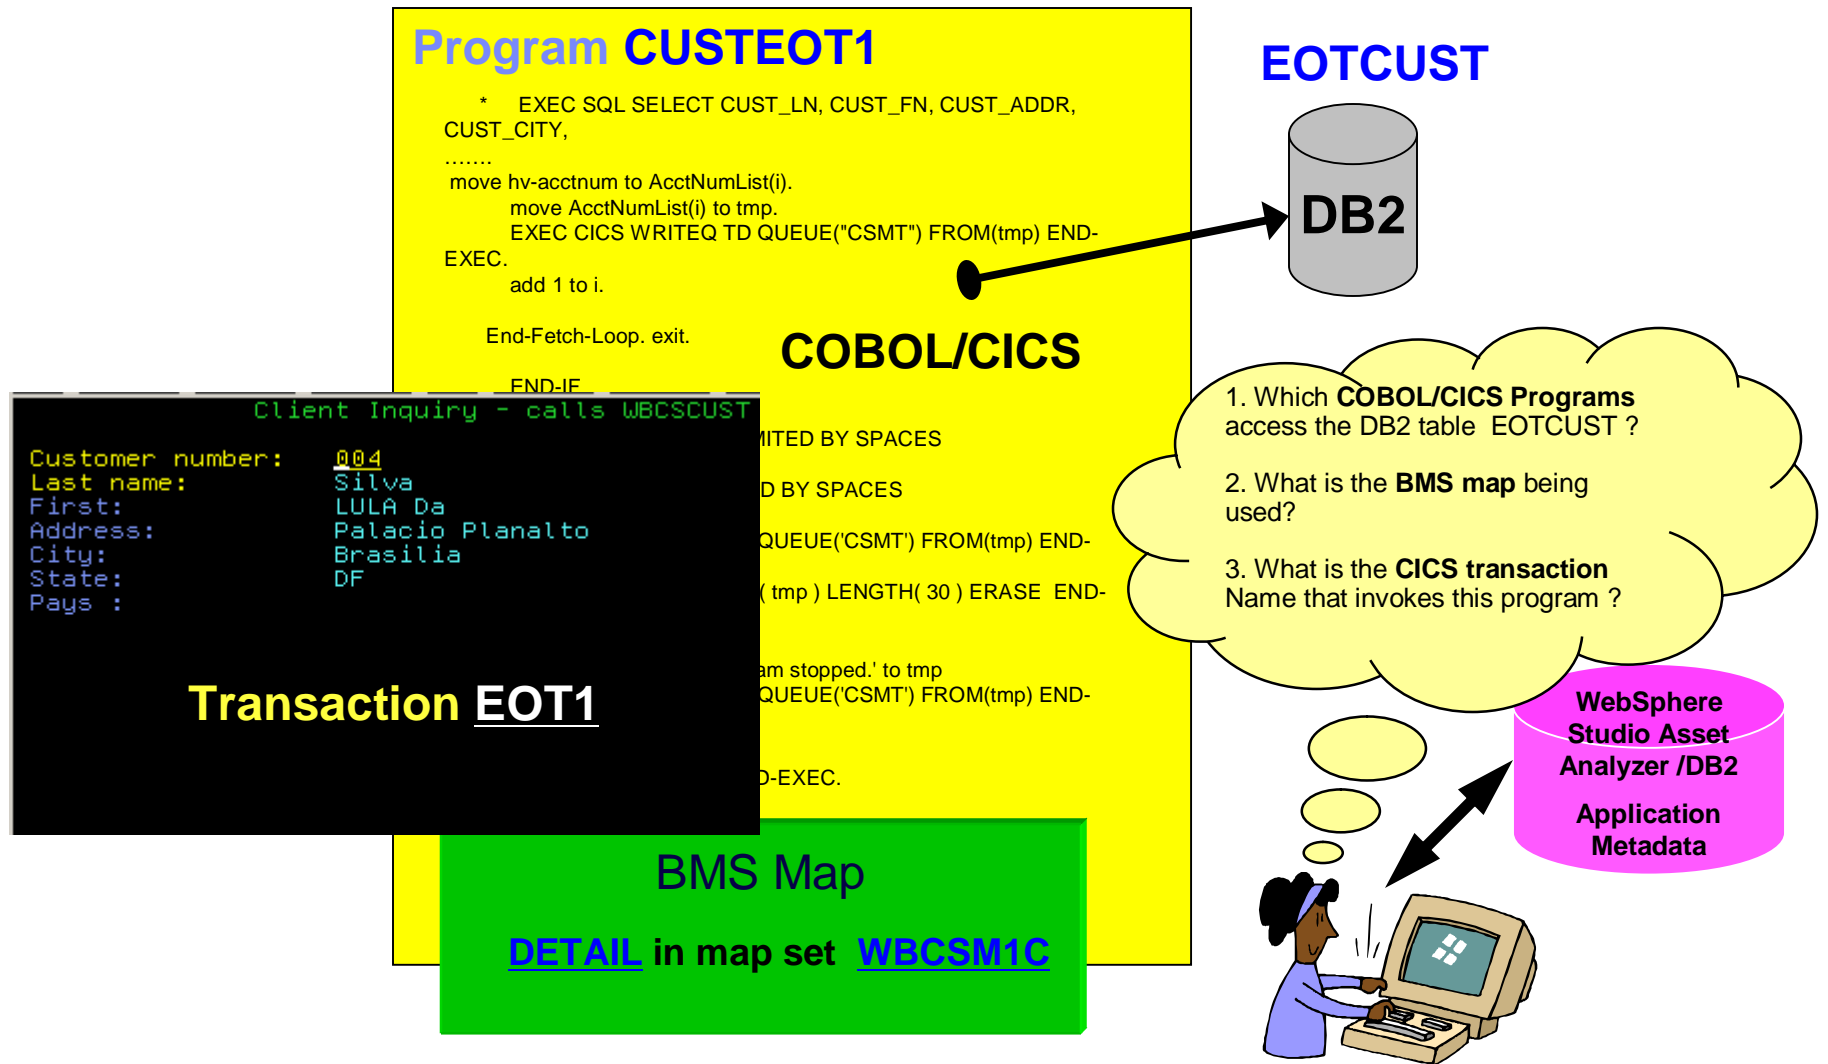 Program CUSTEOT1
* EXEC SQL SELECT CUST_LN, CUST_FN, CUST_ADDR,
CUST_CITY,
.......
move hv-acctnum to AcctNumList(i).
move AcctNumList(i) to tmp.
EXEC CICS WRITEQ TD QUEUE("CSMT") FROM(tmp) END-
EXEC.
add 1 to i.
End-Fetch-Loop. exit.
END-IF
COBOL/CICS
MITED BY SPACES
D BY SPACES
QUEUE('CSMT') FROM(tmp) END-
( tmp ) LENGTH( 30 ) ERASE END-
am stopped.' to tmp
QUEUE('CSMT') FROM(tmp) END-
D-EXEC.
Client Inquiry - calls WBCSCUST
Customer number: 004
Last name: Silva
First: LULA Da
Address: Palacio Planalto
City: Brasilia
State: DF
Pays :
Transaction EOT1
BMS Map
DETAIL in map set WBCSM1C
EOTCUST
DB2
1. Which COBOL/CICS Programs
access the DB2 table EOTCUST ?
2. What is the BMS map being
used?
3. What is the CICS transaction
Name that invokes this program ?
WebSphere
Studio Asset
Analyzer /DB2
Application
Metadata